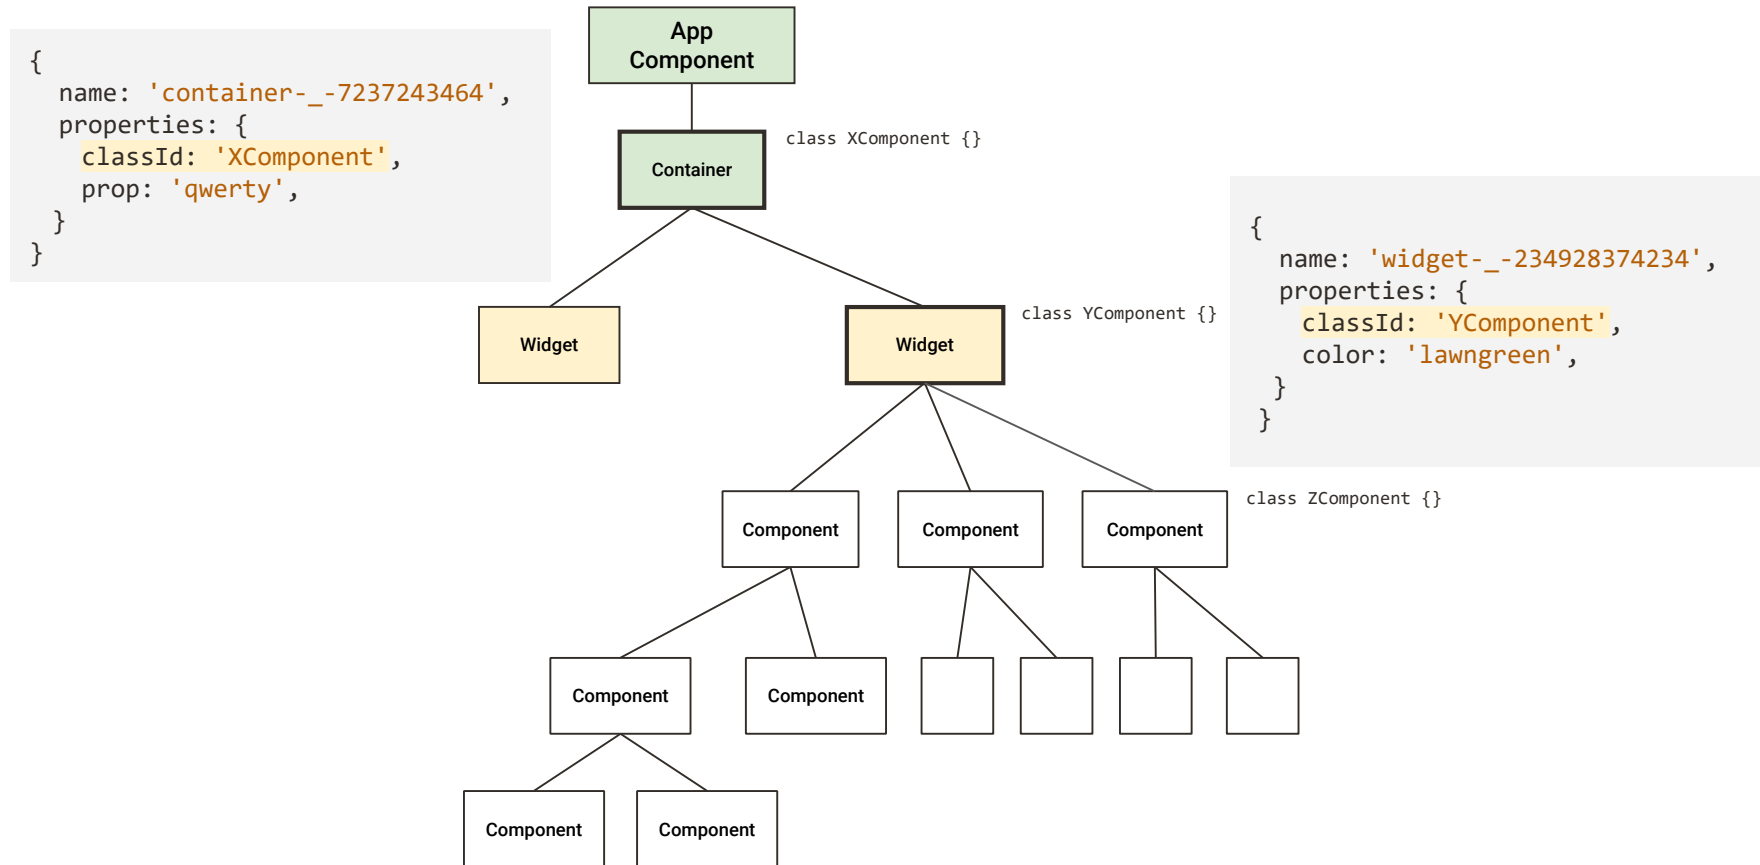 App
Component
{
name: 'container-_-7237243464',
properties: {
classId: 'XComponent',
prop: 'qwerty',
}
}
class XComponent {}
Container
{
name: 'widget-_-234928374234',
properties: {
classId: 'YComponent',
color: 'lawngreen',
}
}
class YComponent {}
Widget
Widget
class ZComponent {}
Component
Component
Component
Component
Component
Component
Component